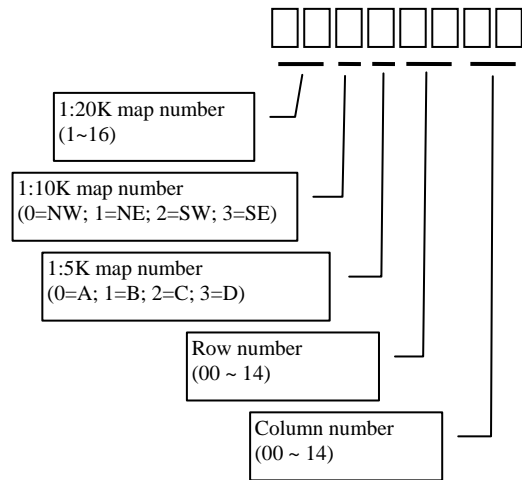 1:20K map number
(1~16)
1:10K map number
(0=NW; 1=NE; 2=SW; 3=SE)
1:5K map number
(0=A; 1=B; 2=C; 3=D)
Row number
(00 ~ 14)
Column number
(00 ~ 14)